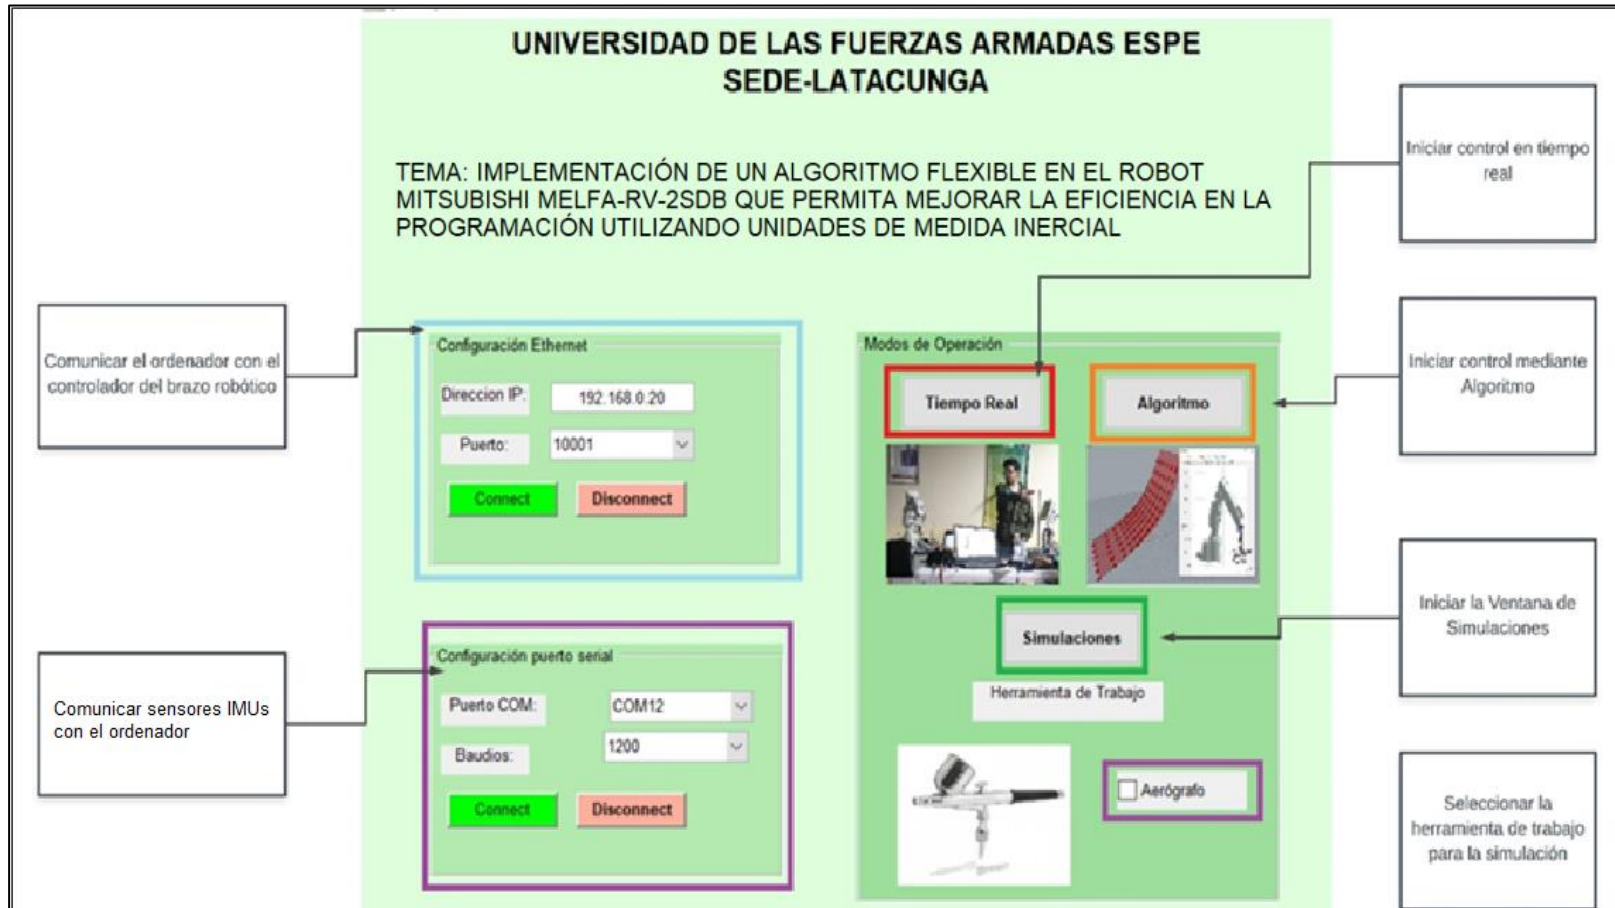 UNIVERSIDAD DE LAS FUERZAS ARMADAS ESPE
SEDE-LATACUNGA
TEMA: IMPLEMENTACIÓN DE UN ALGORITMO FLEXIBLE EN EL ROBOT
MITSUBISHI MELFA-RV-2SDB QUE PERMITA MEJORAR LA EFICIENCIA EN LA
PROGRAMACIÓN UTILIZANDO UNIDADES DE MEDIDA INERCIAL
Comunicar el ordenador con el
controlador del brazo robótico
Configuración Ethernet
Direccion IP:
192.168.0.20
Puerto:
10001
Connect
Disconnect
Comunicar sensores IMUs
con el ordenador
Configuración puerto serial
Puerto COM:
COM12
Baudios:
1200
Connect
Disconnect
Modos de Operación
Tiempo Real
Algoritmo
Simulaciones
Herramienta de Trabajo
Aerógrafo
Iniciar control en tiempo
real
Iniciar control mediante
Algoritmo
Iniciar la Ventana de
Simulaciones
Seleccionar la
herramienta de trabajo
para la simulación